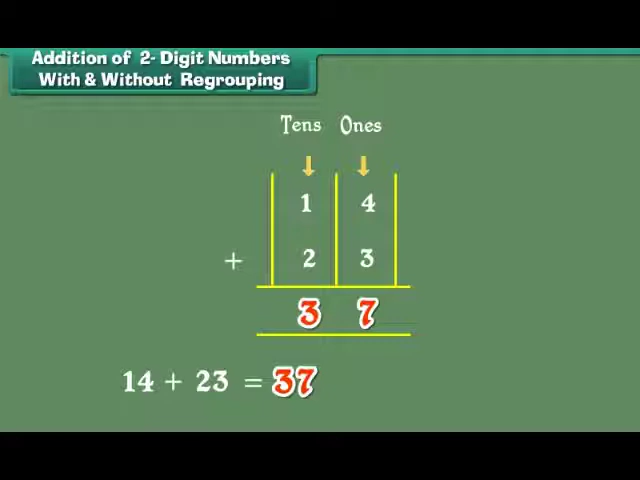 Addition of 2- Digit Numbers
With & Without Regrouping
Tens Ones
1 4
+ 2 3
3 7
14 + 23 = 37